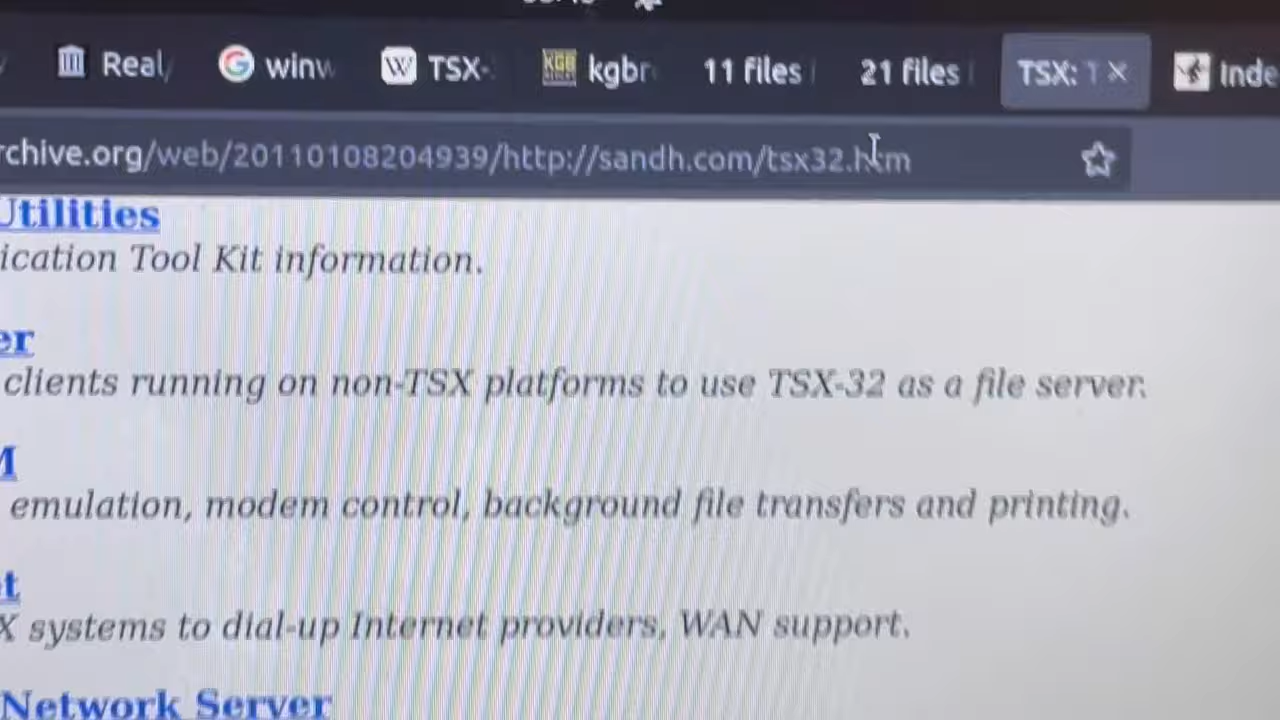 Real
winw
TSX-
KGB
kgbr
11 files
21 files
TSX: T
Inde
rchive.org/web/20110108204939/http://sandh.com/tsx32.htm
Utilities
ication Tool Kit information.
er
clients running on non-TSX platforms to use TSX-32 as a file server.
M
emulation, modem control, background file transfers and printing.
t
X systems to dial-up Internet providers, WAN support.
Network Server